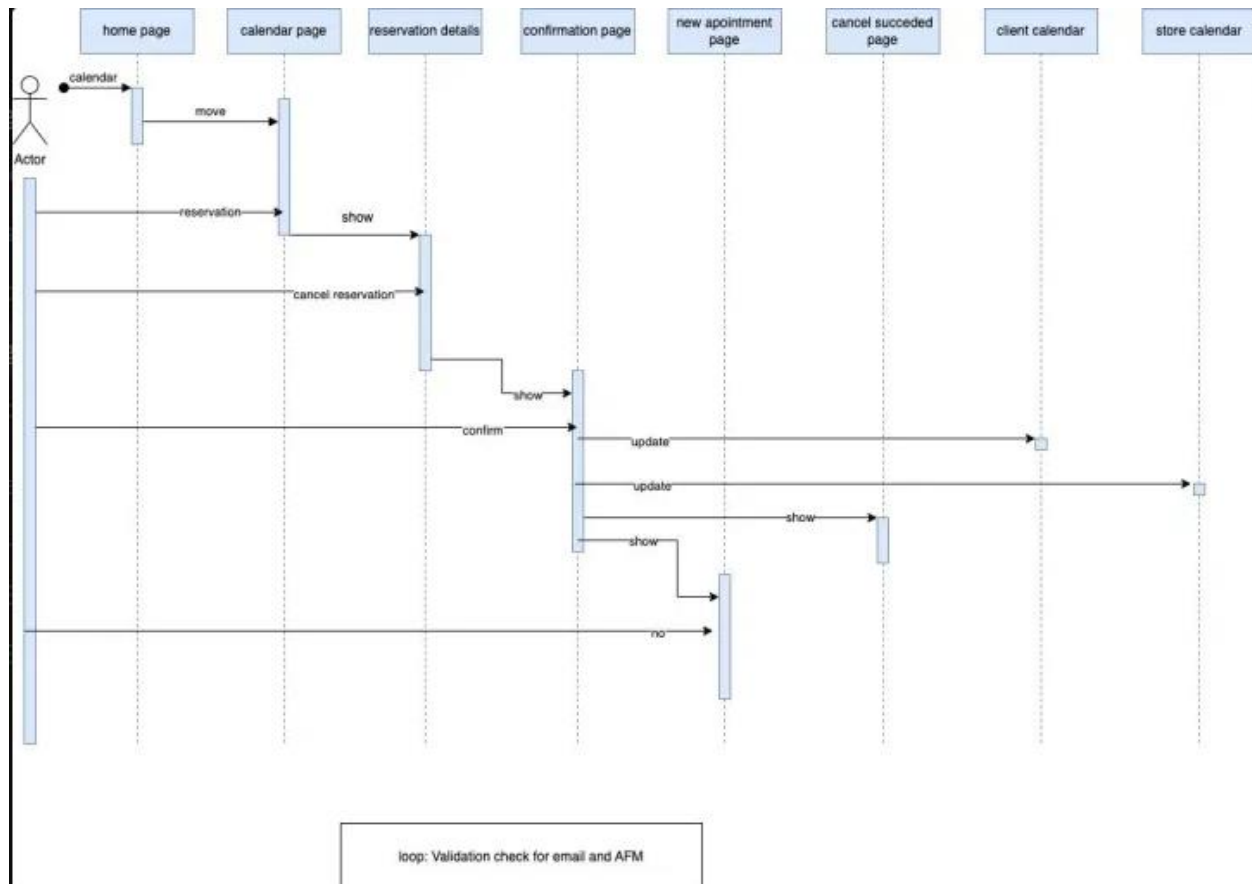 home page
calendar page
reservation details
confirmation page
new apointment
page
cancel succeded
page
client calendar
store calendar
calendar
move
Actor
reservation
show
cancel reservation
show
confirm
update
update
show
show
no
loop: Validation check for email and AFM